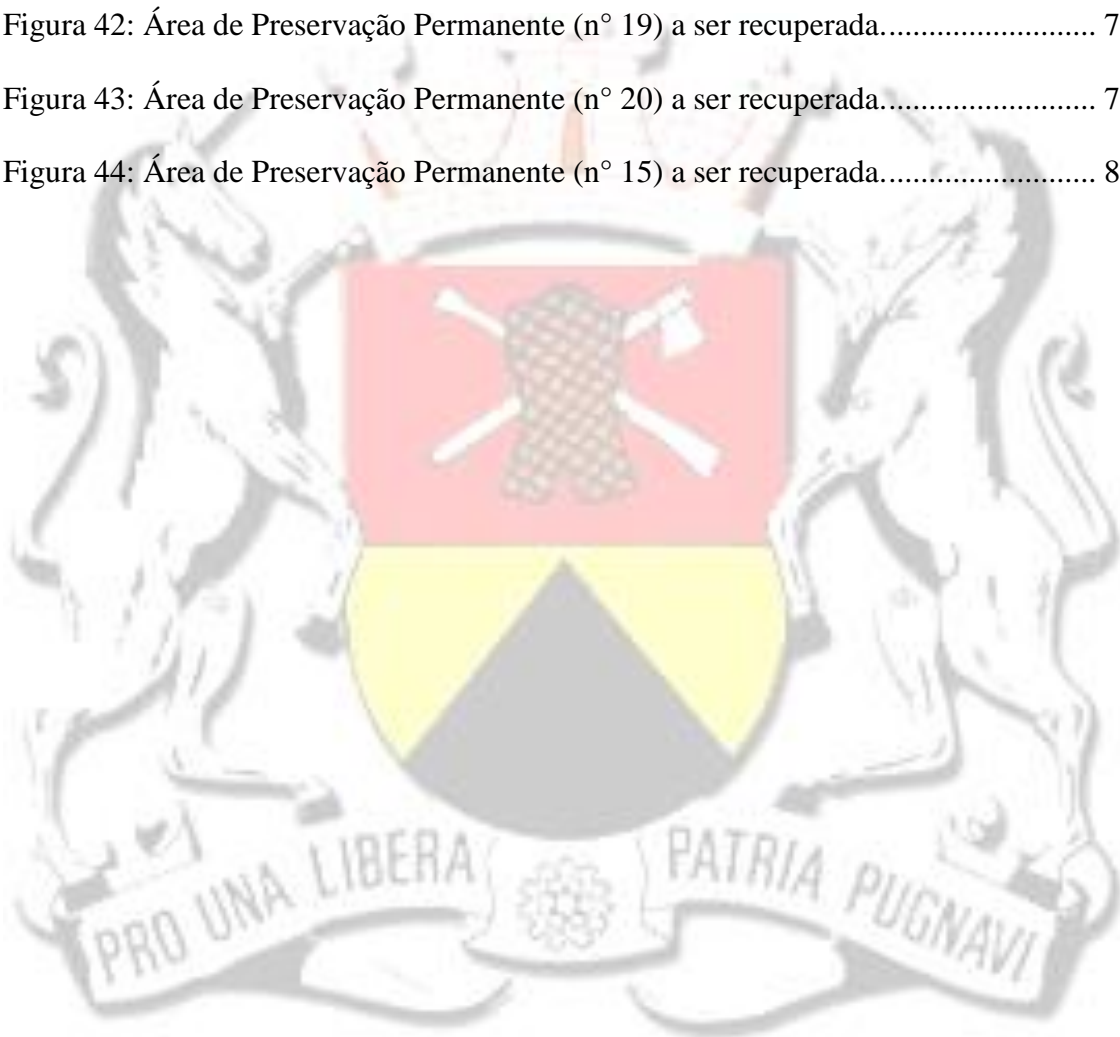 Figura 42: Área de Preservação Permanente (n° 19) a ser recuperada.......................... 7
Figura 43: Área de Preservação Permanente (n° 20) a ser recuperada.......................... 7
Figura 44: Área de Preservação Permanente (n° 15) a ser recuperada.......................... 8
PRO UNA LIBERA PATRIA PUGNAVI